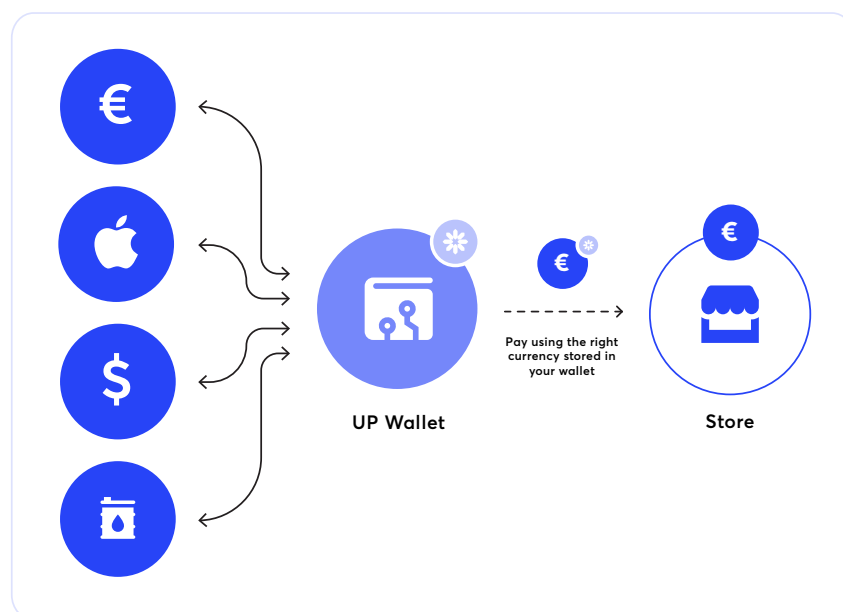 €
$
€
€
Pay using the right
currency stored in
your wallet
UP Wallet
Store